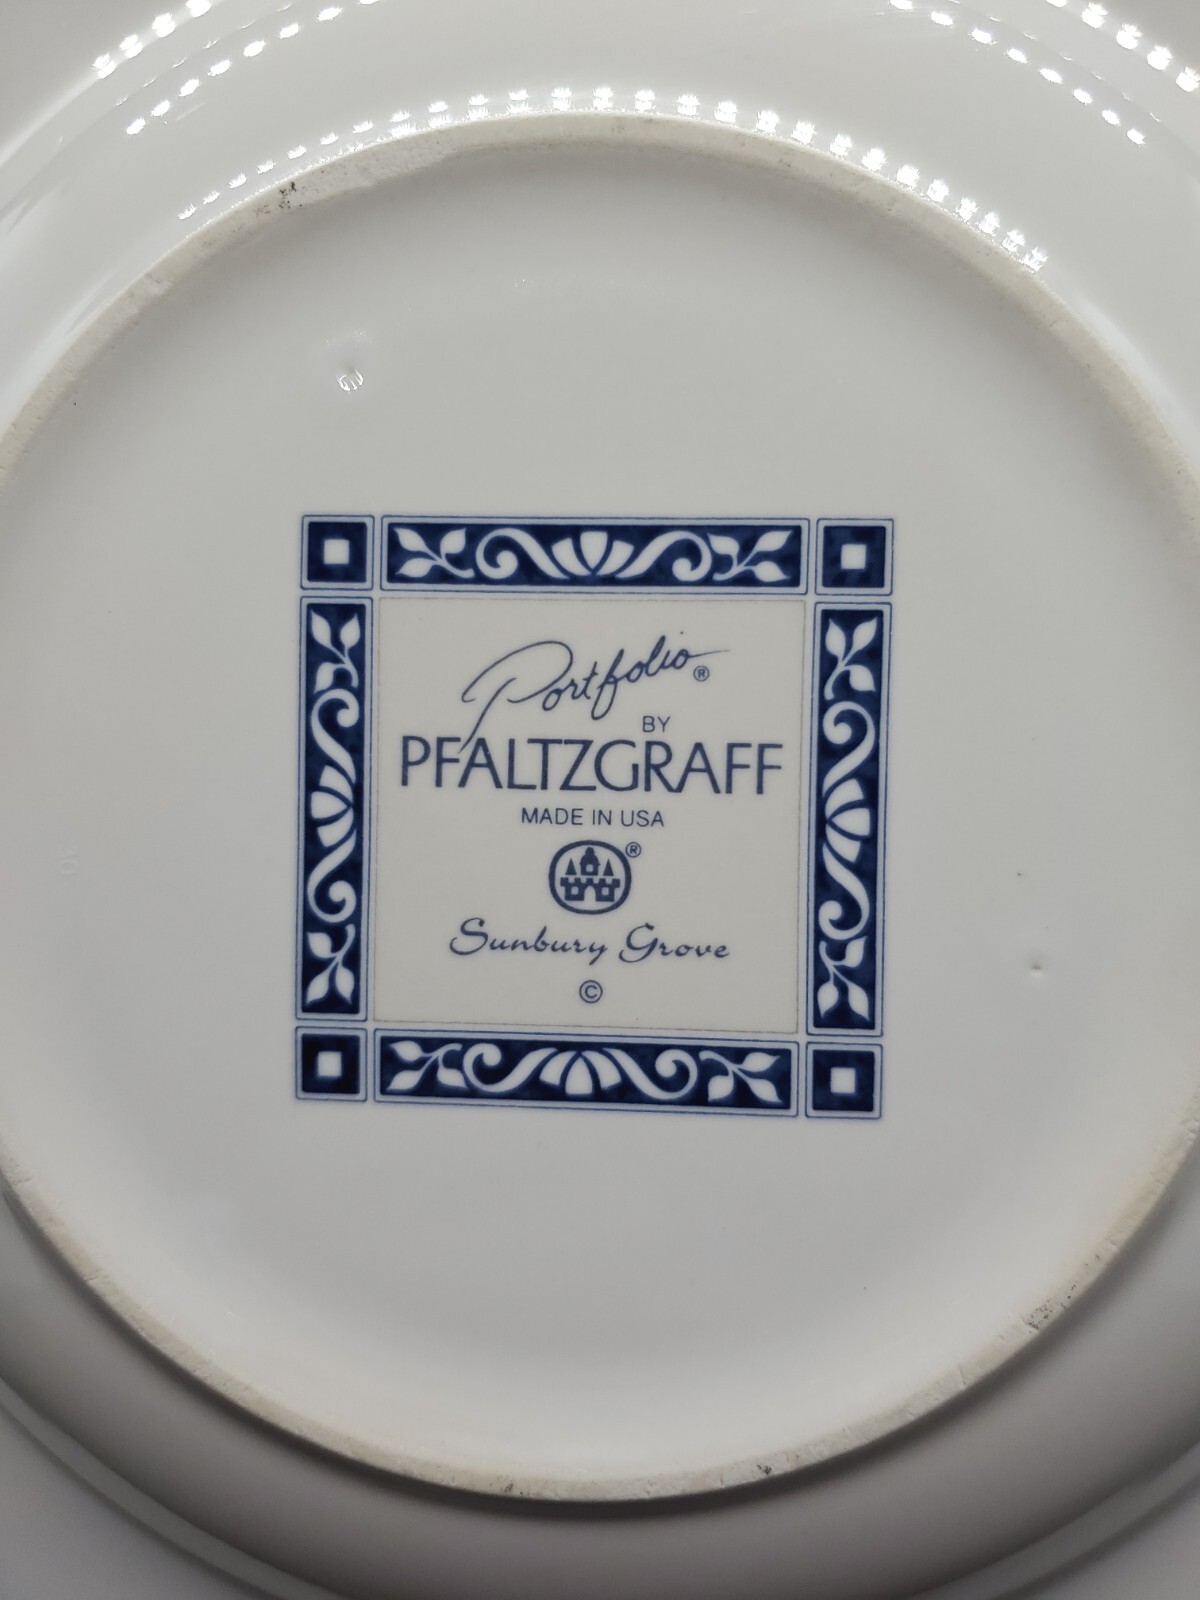 Portfolio®
BY
PFALTZGRAFF
MADE IN USA
®
Sunbury Grove
©